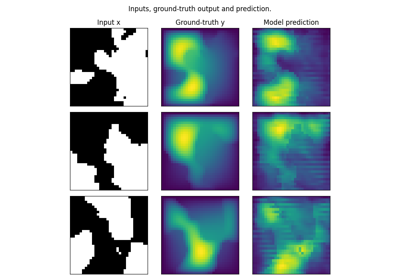 Inputs, ground-truth output and prediction.
Input x
Ground-truth y
Model prediction